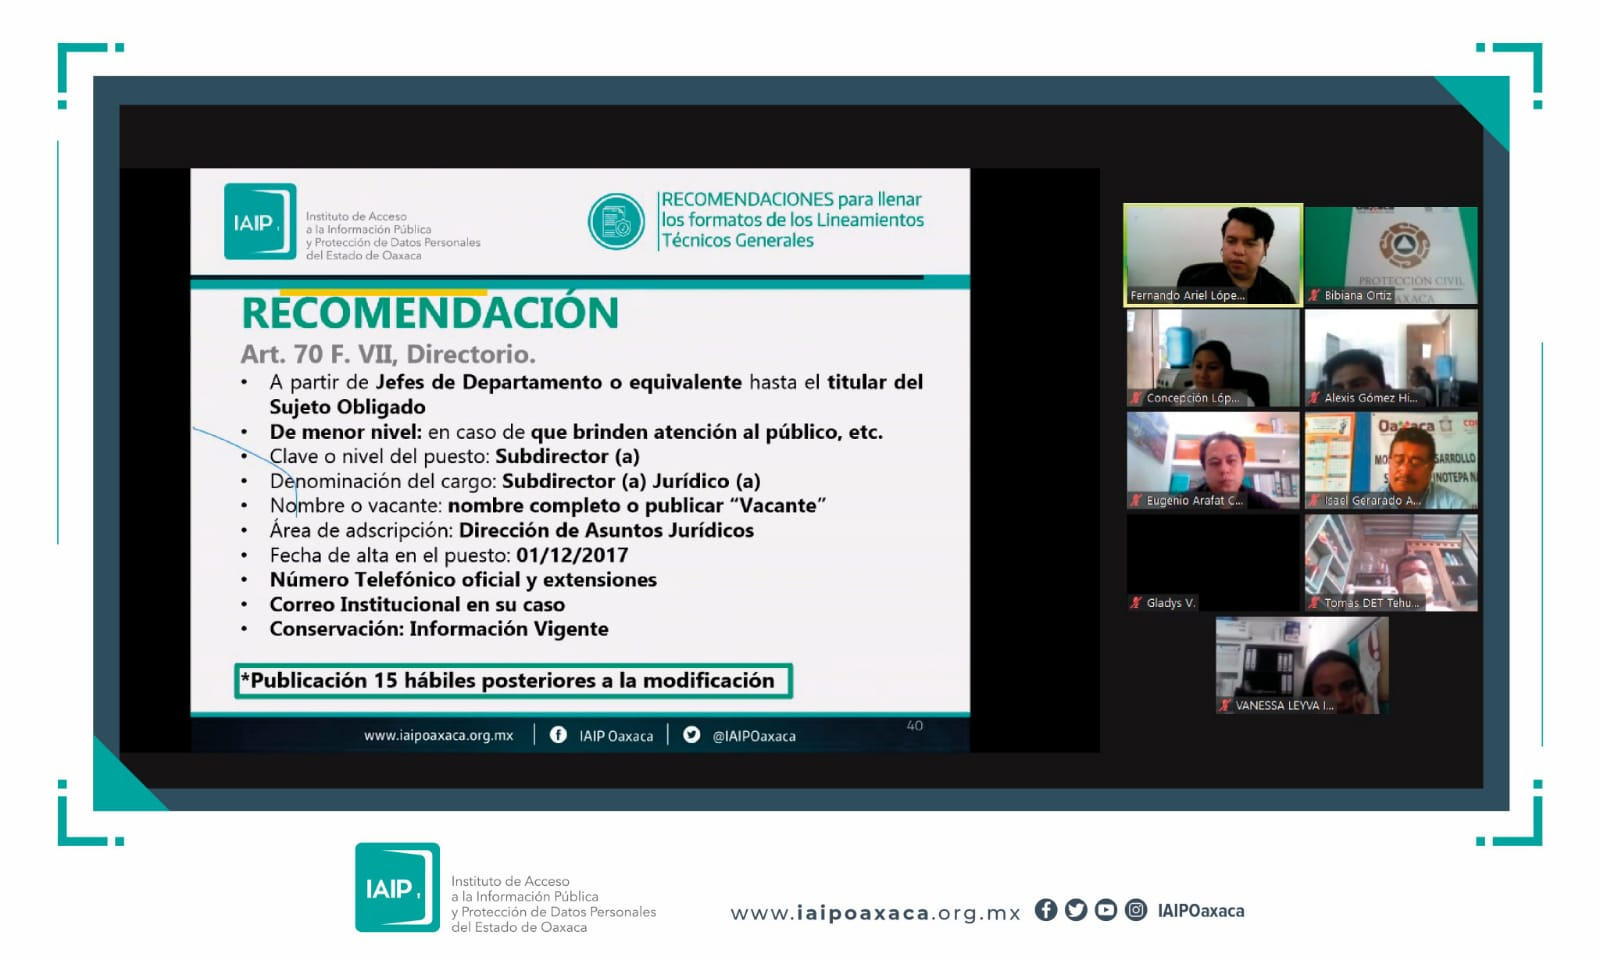 IAIP
Instituto de Acceso
a la Información Pública
y Protección de Datos Personales
del Estado de Oaxaca
RECOMENDACIONES para llenar
los formatos de los Lineamientos
Técnicos Generales
RECOMENDACIÓN
Art. 70 F. VII, Directorio.
• A partir de Jefes de Departamento o equivalente hasta el titular del
Sujeto Obligado
• De menor nivel: en caso de que brinden atención al público, etc.
• Clave o nivel del puesto: Subdirector (a)
• Denominación del cargo: Subdirector (a) Jurídico (a)
• Nombre o vacante: nombre completo o publicar “Vacante”
• Área de adscripción: Dirección de Asuntos Jurídicos
• Fecha de alta en el puesto: 01/12/2017
• Número Telefónico oficial y extensiones
• Correo Institucional en su caso
• Conservación: Información Vigente
*Publicación 15 hábiles posteriores a la modificación
www.iaipoaxaca.org.mx
IAIP Oaxaca
@IAIPOaxaca
40
Fernando Ariel Lópe...
PROTECCIÓN CIVIL
OAXACA
Bibiana Ortiz
Concepción Lóp...
Alexis Gómez Hi...
Eugenio Arafat C...
Oaxaca
Isael Gerarado A...
Gladys V.
Tomas DET Tehu...
VANESSA LEYVA I...
IAIP
Instituto de Acceso
a la Información Pública
y Protección de Datos Personales
del Estado de Oaxaca
www.iaipoaxaca.org.mx
IAIPOaxaca